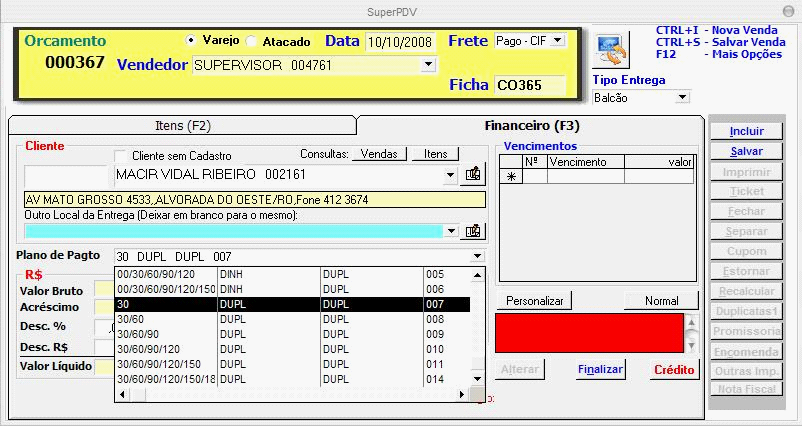 SuperPDV
Orcamento
000367
Varejo
Atacado
Data 10/10/2008
Frete Pago - CIF
Vendedor SUPERVISOR 004761
Ficha CO365
CTRL+I - Nova Venda
CTRL+S - Salvar Venda
F12 - Mais Opções
Tipo Entrega
Balcão
Itens (F2)
Financeiro (F3)
Cliente
Cliente sem Cadastro
Consultas: Vendas Itens
MACIR VIDAL RIBEIRO 002161
AV MATO GROSSO 4533,,ALVORADA DO OESTE/RO,Fone 412 3674
Outro Local da Entrega (Deixar em branco para o mesmo):
Plano de Pagto 30 DUPL DUPL 007
R$
Valor Bruto
Acréscimo
Desc. %
Desc. R$
Valor Líquido
00/30/60/90/120 DINH DUPL 005
00/30/60/90/120/150 DINH DUPL 006
30 DUPL DUPL 007
30/60 DUPL DUPL 008
30/60/90 DUPL DUPL 009
30/60/90/120 DUPL DUPL 010
30/60/90/120/150 DUPL DUPL 011
30/60/90/120/150/18 DUPL DUPL 014
Vencimentos
Nº Vencimento valor
Personalizar Normal
Alterar Finalizar Crédito
Incluir
Salvar
Imprimir
Ticket
Fechar
Separar
Cupom
Estornar
Recalcular
Duplicatas1
Promissoria
Encomenda
Outras Imp.
Nota Fiscal